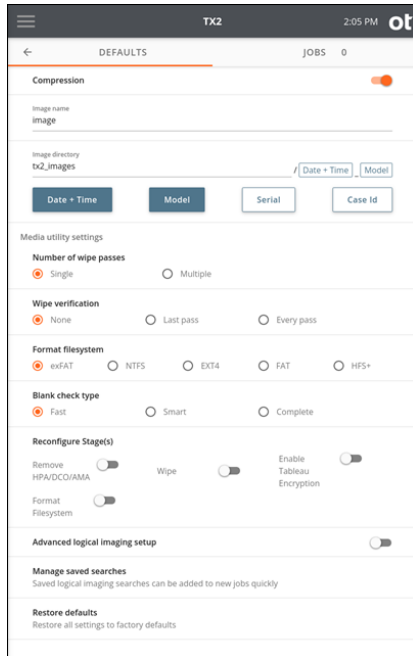 TX2
2:05 PM
ot
DEFAULTS
JOBS 0
Compression
Image name
image
Image directory
tx2_images
/ Date + Time _ Model
Date + Time Model Serial Case Id
Media utility settings
Number of wipe passes
Single Multiple
Wipe verification
None Last pass Every pass
Format filesystem
exFAT NTFS EXT4 FAT HFS+
Blank check type
Fast Smart Complete
Reconfigure Stage(s)
Remove HPA/DCO/AMA
Wipe
Enable Tableau Encryption
Format Filesystem
Advanced logical imaging setup
Manage saved searches
Saved logical imaging searches can be added to new jobs quickly
Restore defaults
Restore all settings to factory defaults